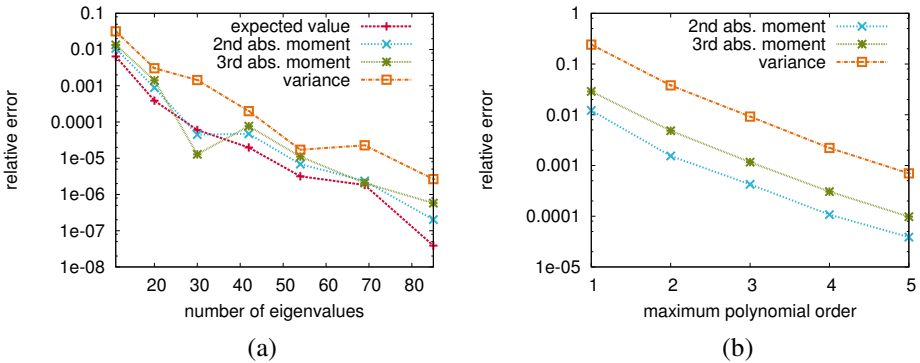 0.1
0.01
0.001
0.0001
1e-05
1e-06
1e-07
1e-08
relative error
expected value
2nd abs. moment
3rd abs. moment
variance
20 30 40 50 60 70 80
number of eigenvalues
(a)
1
0.1
0.01
0.001
0.0001
1e-05
relative error
2nd abs. moment
3rd abs. moment
variance
1 2 3 4 5
maximum polynomial order
(b)